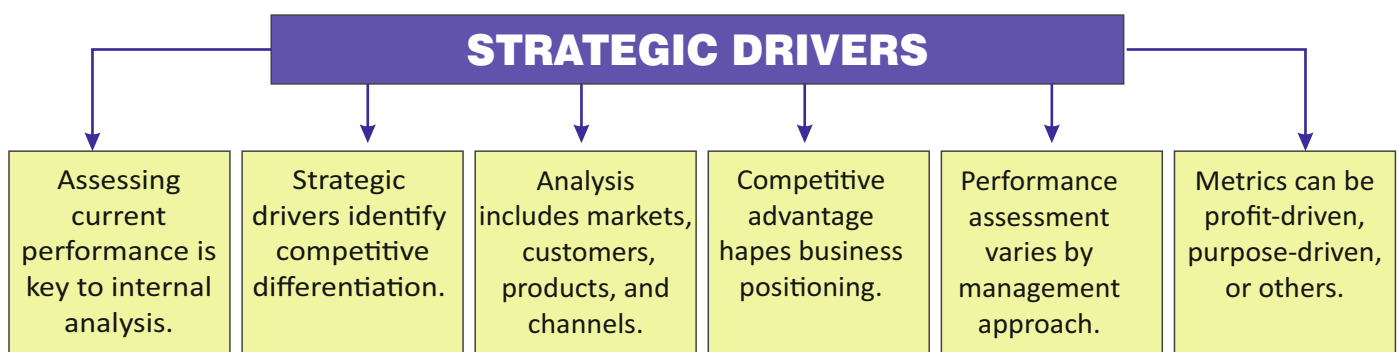 STRATEGIC DRIVERS
Assessing
current
performance is
key to internal
analysis.
Strategic
drivers identify
competitive
differentiation.
Analysis
includes markets,
customers,
products, and
channels.
Competitive
advantage
hapes business
positioning.
Performance
assessment
varies by
management
approach.
Metrics can be
profit-driven,
purpose-driven,
or others.